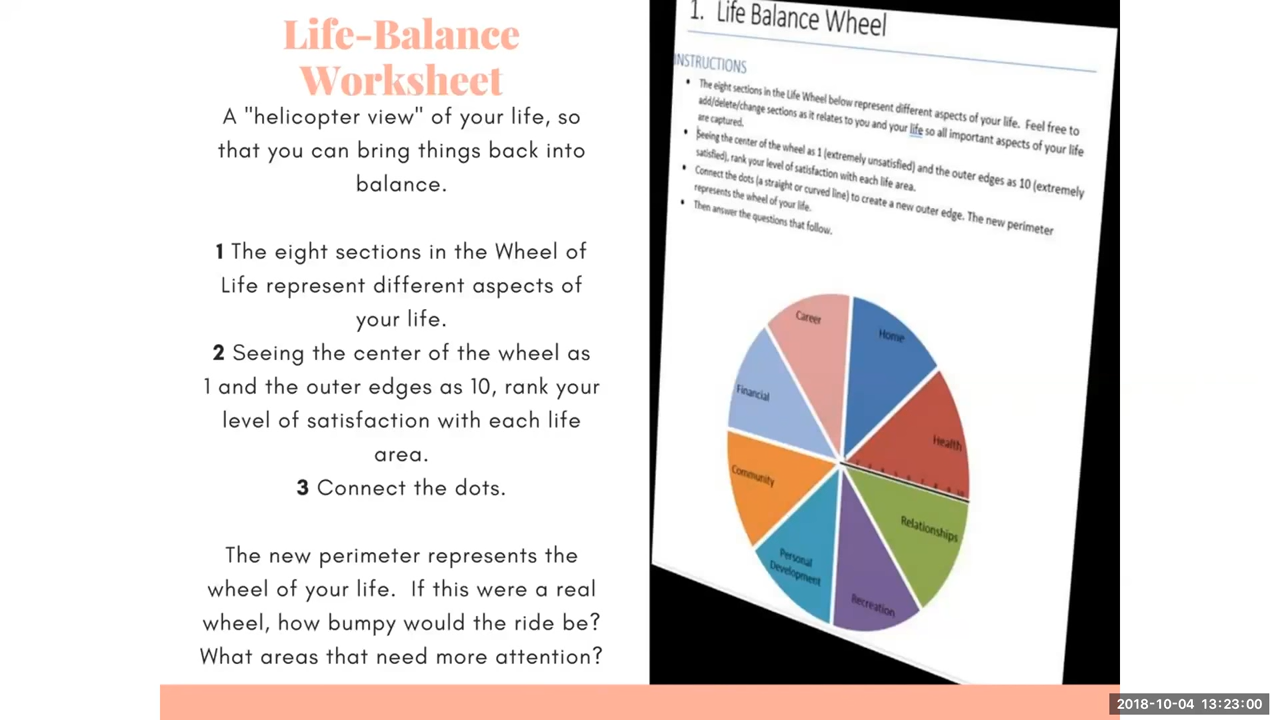 Life-Balance
Worksheet
A "helicopter view" of your life, so
that you can bring things back into
balance.
1 The eight sections in the Wheel of
Life represent different aspects of
your life.
2 Seeing the center of the wheel as
1 and the outer edges as 10, rank your
level of satisfaction with each life
area.
3 Connect the dots.
The new perimeter represents the
wheel of your life. If this were a real
wheel, how bumpy would the ride be?
What areas that need more attention?
1. Life Balance Wheel
INSTRUCTIONS
• The eight sections in the Life Wheel below represent different aspects of your life. Feel free to
add/delete/change sections as it relates to you and your life so all important aspects of your life
are captured.
• Seeing the center of the wheel as 1 (extremely unsatisfied) and the outer edges as 10 (extremely
satisfied), rank your level of satisfaction with each life area.
• Connect the dots (a straight or curved line) to create a new outer edge. The new perimeter
represents the wheel of your life.
• Then answer the questions that follow.
Career
Home
Financial
Health
Community
Relationships
Personal
Development
Recreation
2018-10-04 13:23:00